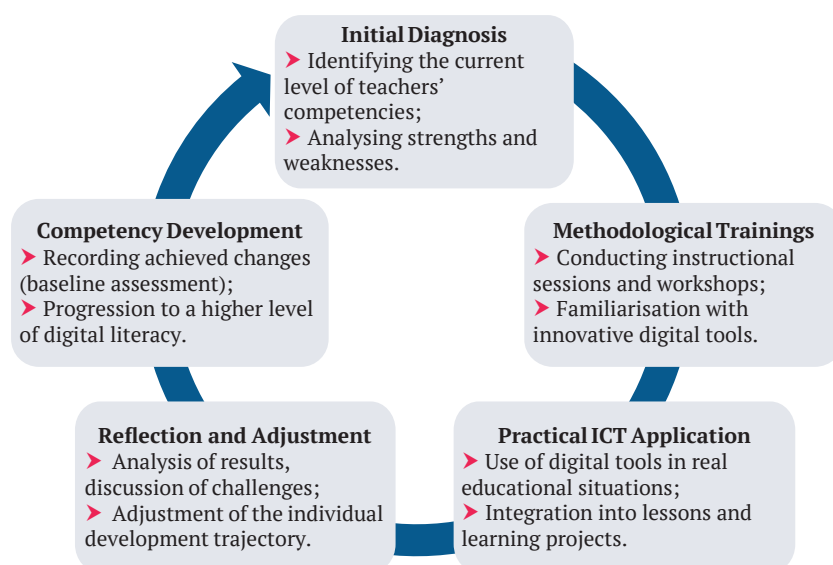 Initial Diagnosis
➤ Identifying the current
level of teachers’
competencies;
➤ Analysing strengths and
weaknesses.
Methodological Trainings
➤ Conducting instructional
sessions and workshops;
➤ Familiarisation with
innovative digital tools.
Practical ICT Application
➤ Use of digital tools in real
educational situations;
➤ Integration into lessons and
learning projects.
Reflection and Adjustment
➤ Analysis of results,
discussion of challenges;
➤ Adjustment of the individual
development trajectory.
Competency Development
➤ Recording achieved changes
(baseline assessment);
➤ Progression to a higher level
of digital literacy.